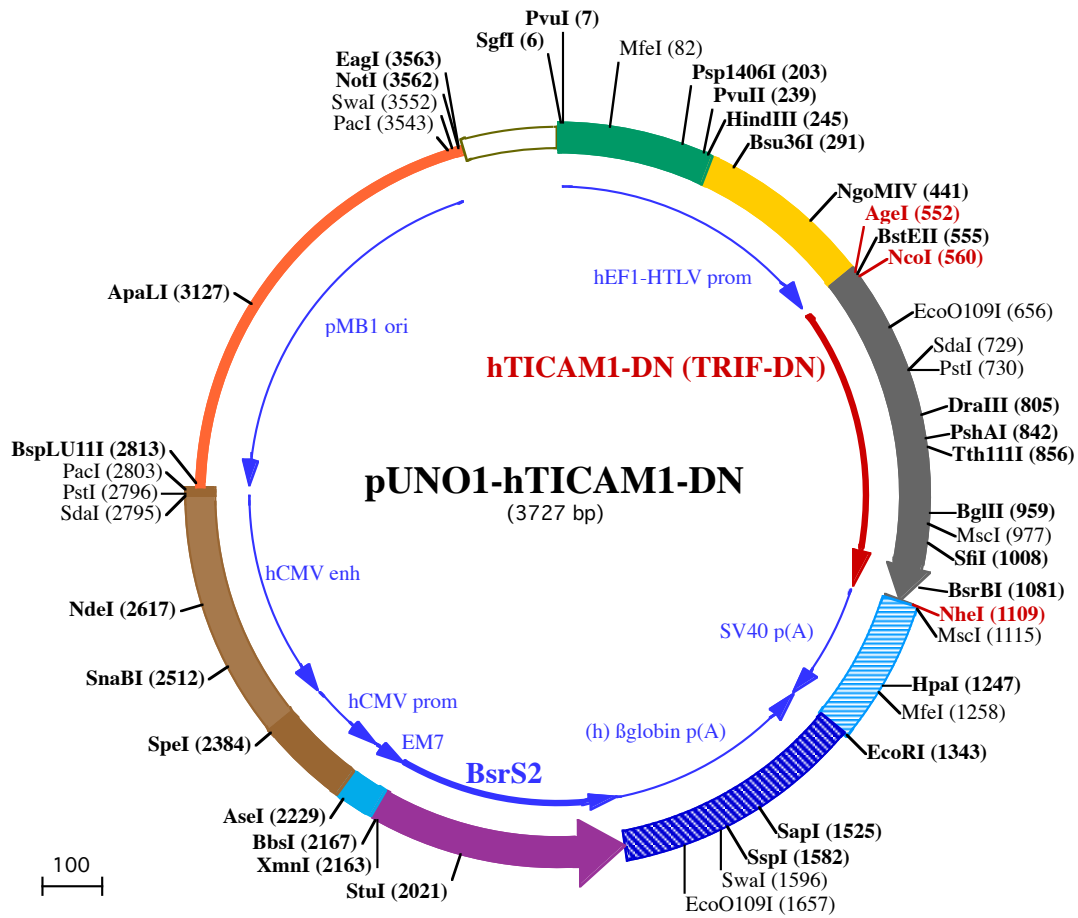 PvuI (7)
SgfI (6)
MfeI (82)
EagI (3563)
NotI (3562)
SwaI (3552)
PacI (3543)
Psp1406I (203)
PvuII (239)
HindIII (245)
Bsu36I (291)
NgoMIV (441)
AgeI (552)
BstEII (555)
NcoI (560)
hEF1-HTLV prom
ApaLI (3127)
pMB1 ori
EcoO109I (656)
SdaI (729)
PstI (730)
hTICAM1-DN (TRIF-DN)
DraIII (805)
PshAI (842)
Tth111I (856)
BspLU11I (2813)
PacI (2803)
PstI (2796)
SdaI (2795)
pUNO1-hTICAM1-DN
(3727 bp)
BglII (959)
MscI (977)
SfiI (1008)
hCMV enh
BsrBI (1081)
NheI (1109)
MscI (1115)
NdeI (2617)
SV40 p(A)
SnaBI (2512)
HpaI (1247)
MfeI (1258)
hCMV prom
SpeI (2384)
EM7
(h) ßglobin p(A)
EcoRI (1343)
BsrS2
AseI (2229)
BbsI (2167)
XmnI (2163)
StuI (2021)
SapI (1525)
SspI (1582)
SwaI (1596)
EcoO109I (1657)
100